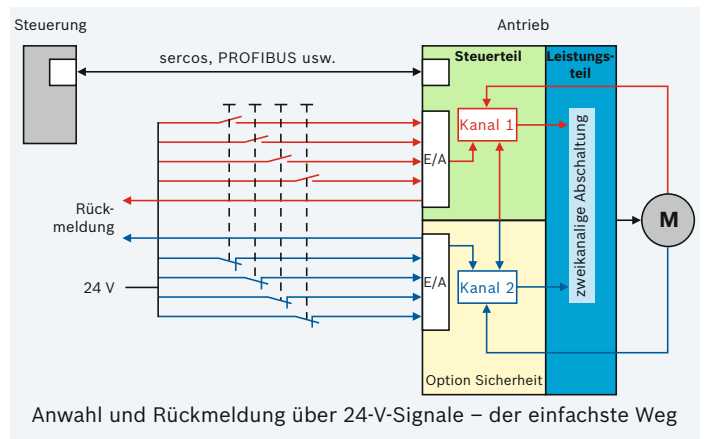 Steuerung
Antrieb
sercos, PROFIBUS usw.
Steuerteil
Leistungs-
teil
Kanal 1
E/A
zweikanalige Abschaltung
M
Rück-
meldung
24 V
E/A
Kanal 2
Option Sicherheit
Anwahl und Rückmeldung über 24-V-Signale – der einfachste Weg